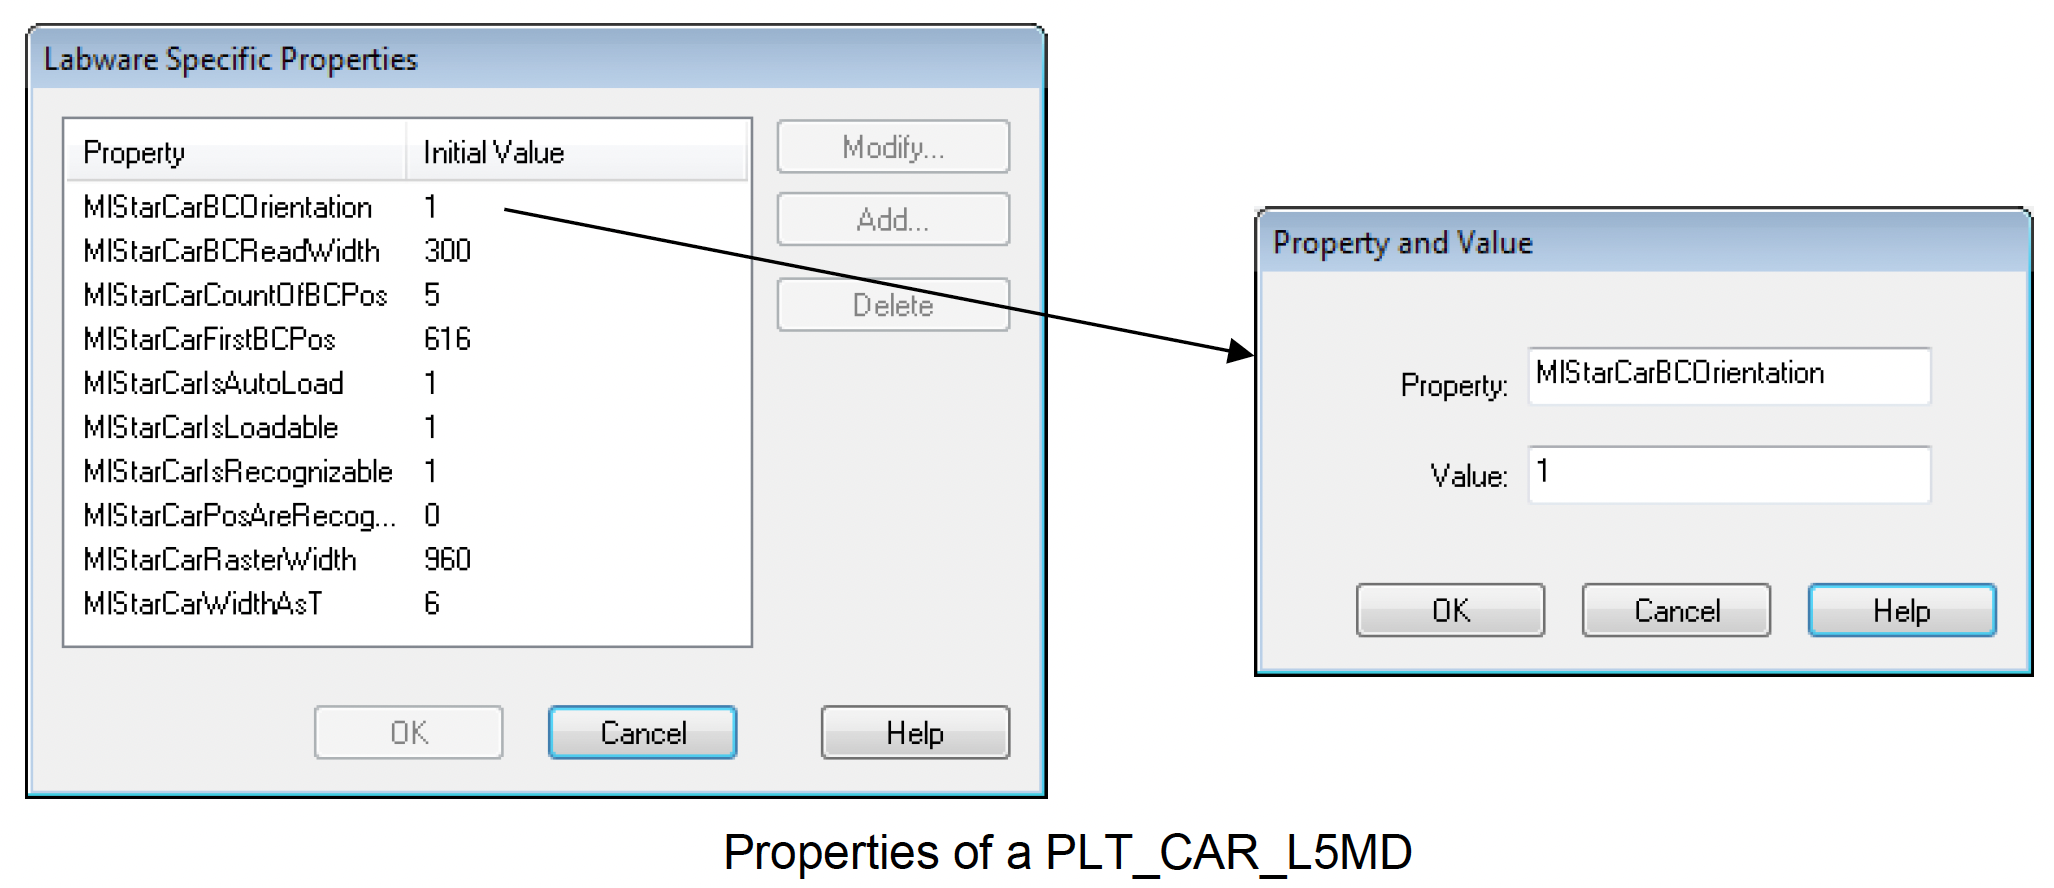 Labware Specific Properties
Property Initial Value
MlStarCarBCOrientation 1
MlStarCarBCReadWidth 300
MlStarCarCountOfBCPos 5
MlStarCarFirstBCPos 616
MlStarCarIsAutoLoad 1
MlStarCarIsLoadable 1
MlStarCarIsRecognizable 1
MlStarCarPosAreRecog... 0
MlStarCarRasterWidth 960
MlStarCarWidthAsT 6
Modify...
Add...
Delete
OK Cancel Help
Property and Value
Property: MlStarCarBCOrientation
Value: 1
OK Cancel Help
Properties of a PLT_CAR_L5MD